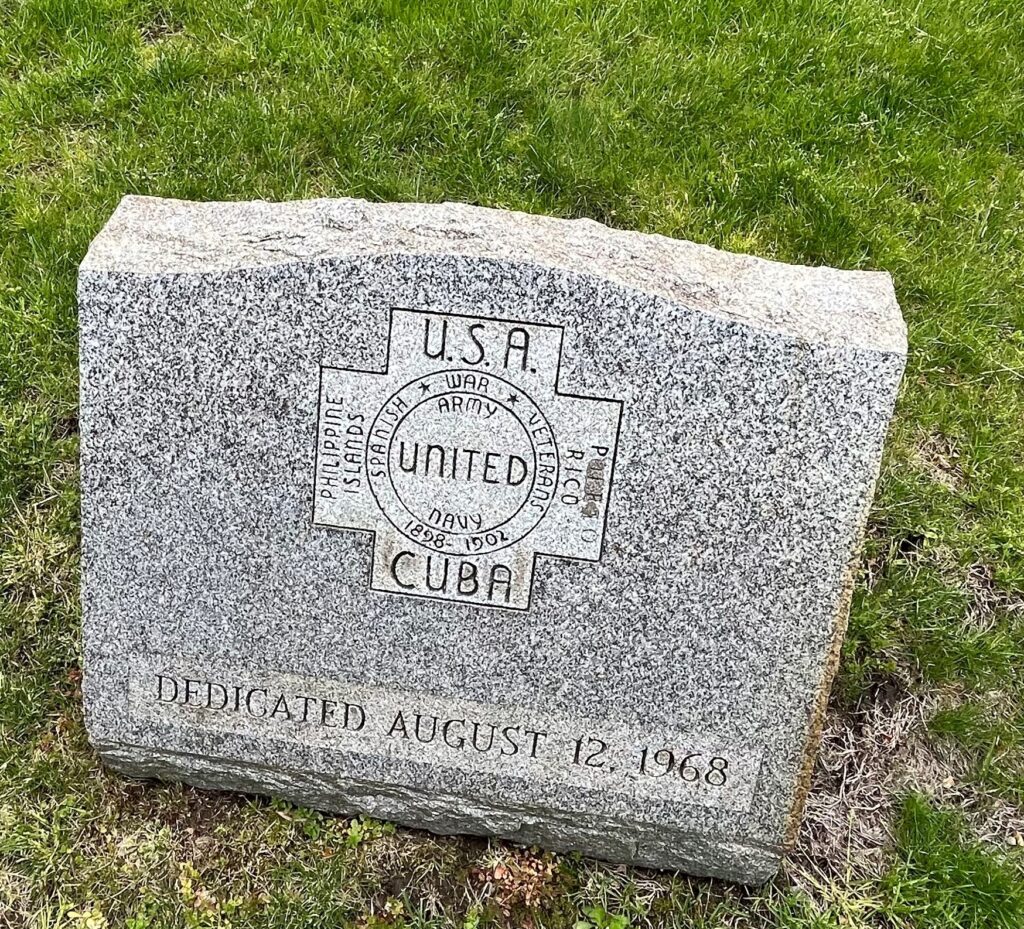 U.S.A.
PHILIPPINE
ISLANDS
SPANISH ★ WAR ★ VETERANS
ARMY
UNITED
NAVY
1898-1902
RICO
CUBA
DEDICATED AUGUST 12, 1968